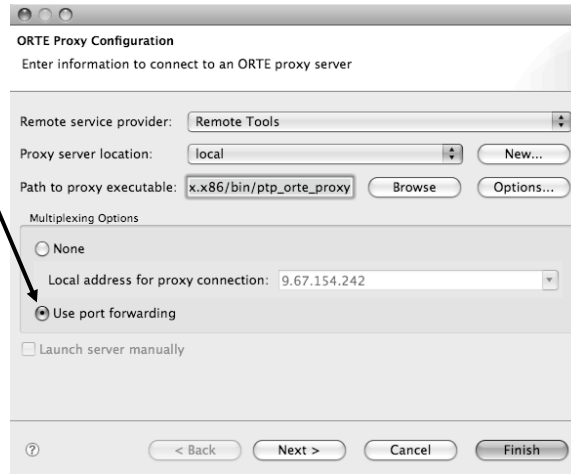 ORTE Proxy Configuration
Enter information to connect to an ORTE proxy server
Remote service provider: Remote Tools
Proxy server location: local New...
Path to proxy executable: x.x86/bin/ptp_orte_proxy Browse Options...
Multiplexing Options
None
Local address for proxy connection: 9.67.154.242
Use port forwarding
Launch server manually
? < Back Next > Cancel Finish